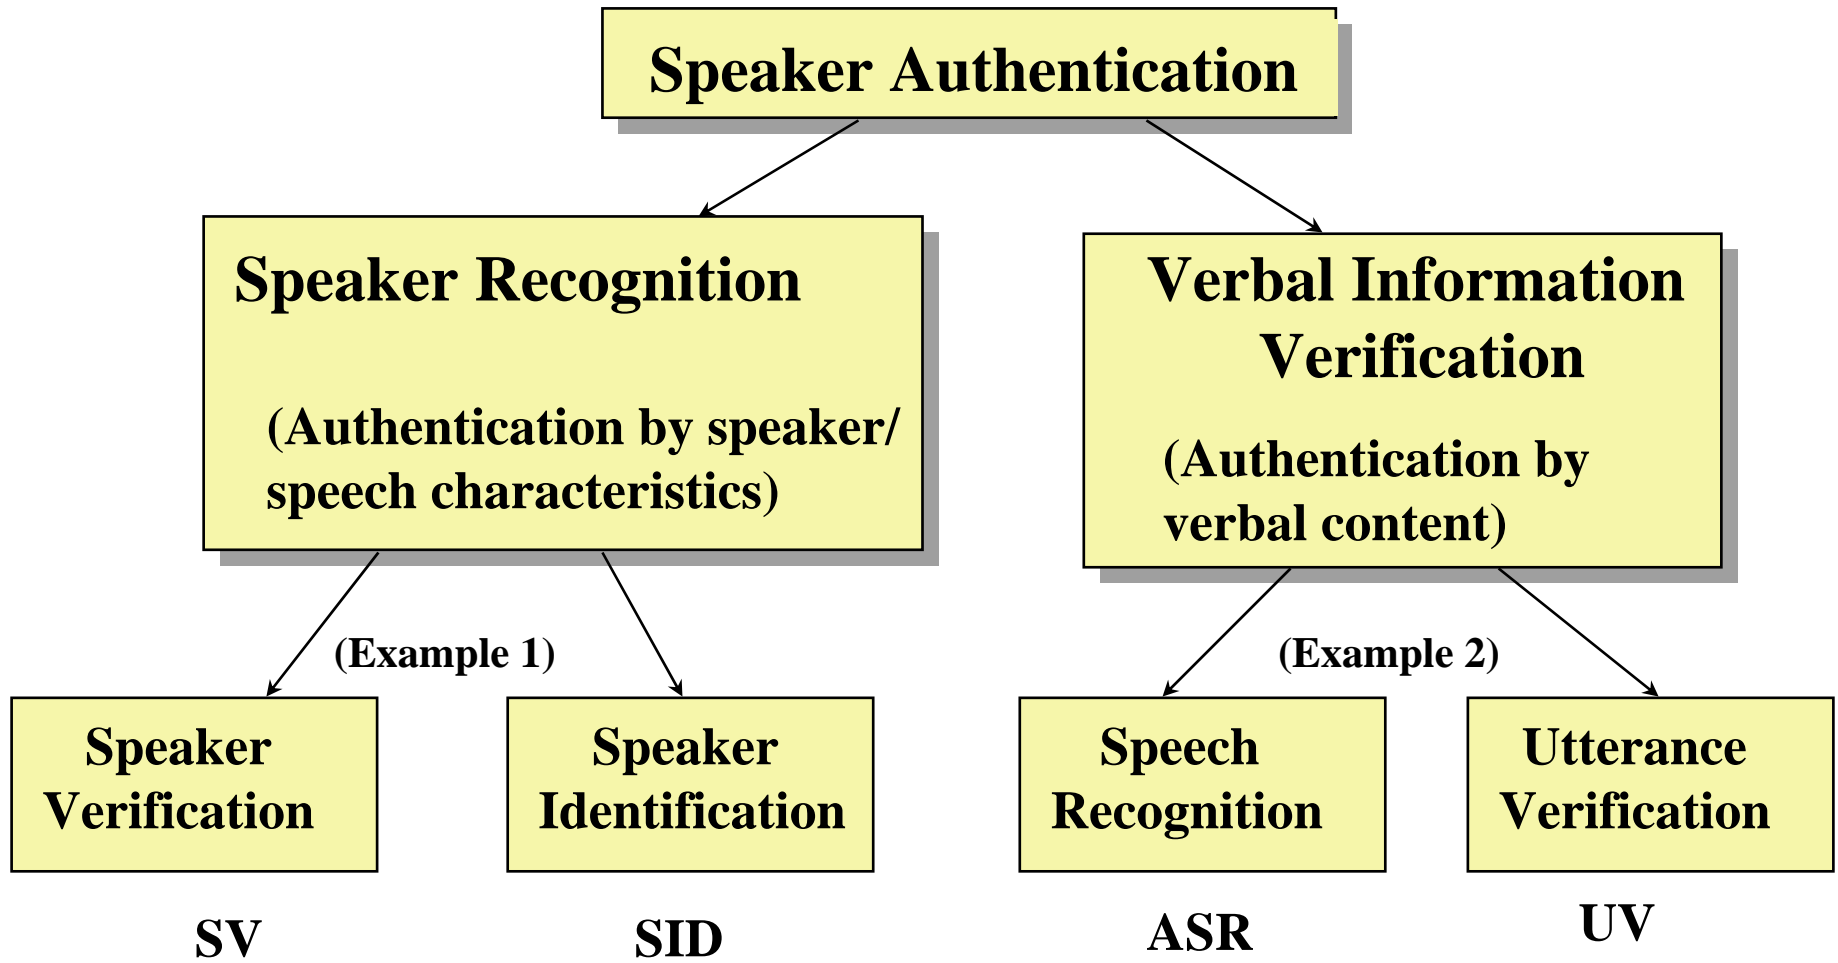 Speaker Authentication
Speaker Recognition
(Authentication by speaker/
speech characteristics)
Verbal Information
Verification
(Authentication by
verbal content)
(Example 1)
(Example 2)
Speaker
Verification
Speaker
Identification
Speech
Recognition
Utterance
Verification
SV
SID
ASR
UV